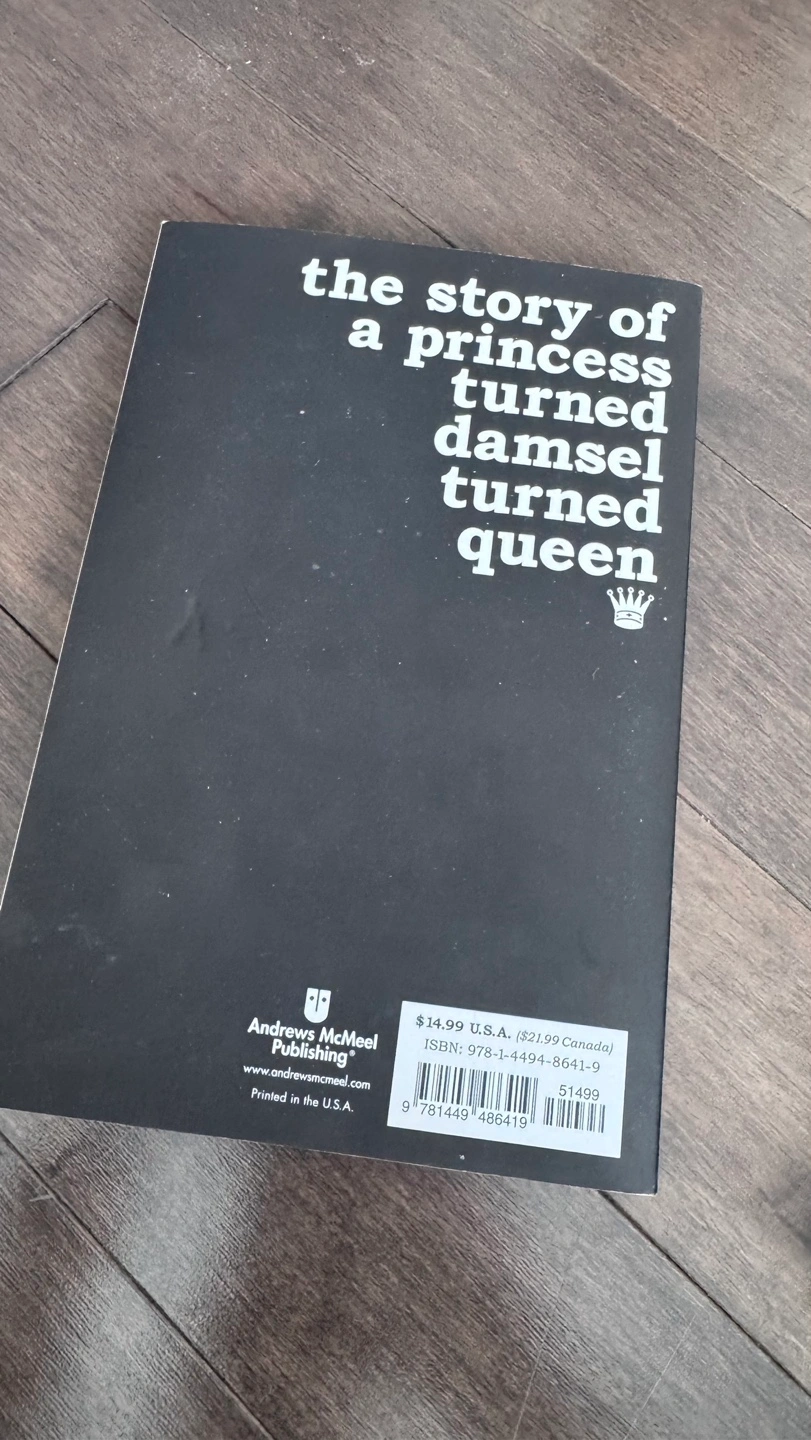 the story of
a princess
turned
damsel
turned
queen
Andrews McMeel
Publishing®
www.andrewsmcmeel.com
Printed in the U.S.A.
$14.99 U.S.A. ($21.99 Canada)
ISBN: 978-1-4494-8641-9
51499
9 781449 486419